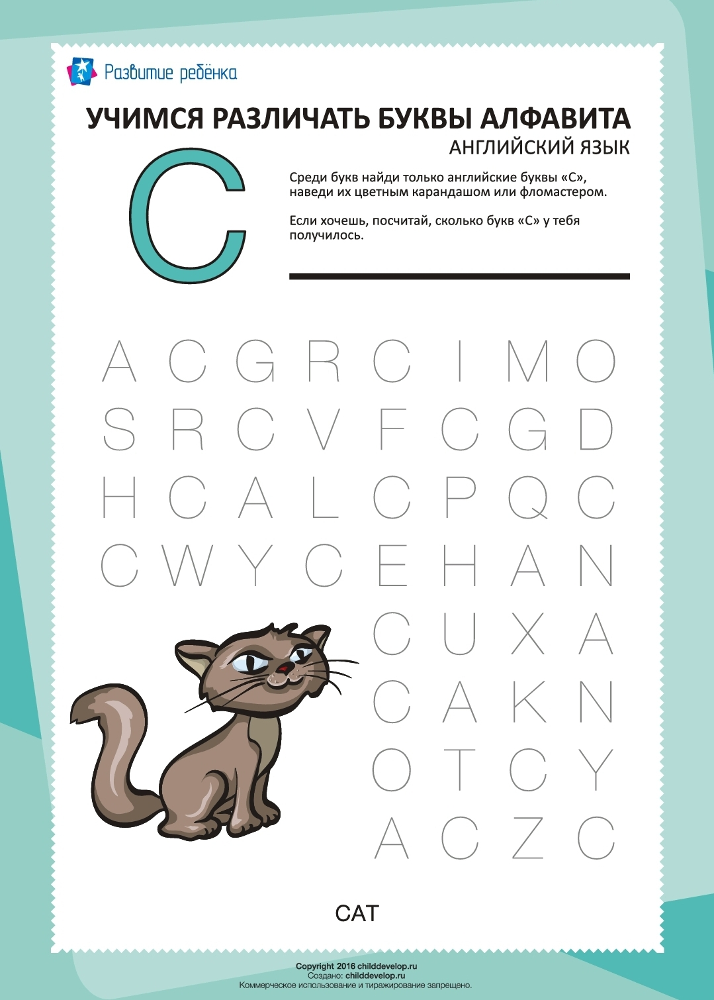 Развитие ребёнка
УЧИМСЯ РАЗЛИЧАТЬ БУКВЫ АЛФАВИТА
АНГЛИЙСКИЙ ЯЗЫК
C
Среди букв найди только английские буквы «C»,
наведи их цветным карандашом или фломастером.
Если хочешь, посчитай, сколько букв «C» у тебя
получилось.
A C G R C I M O
S R C V F C G D
H C A L C P Q C
C W Y C E H A N
C U X A
C A K N
O T C Y
A C Z C
CAT
Copyright 2016 childdevelop.ru
Создано: childdevelop.ru
Коммерческое использование и тиражирование запрещено.